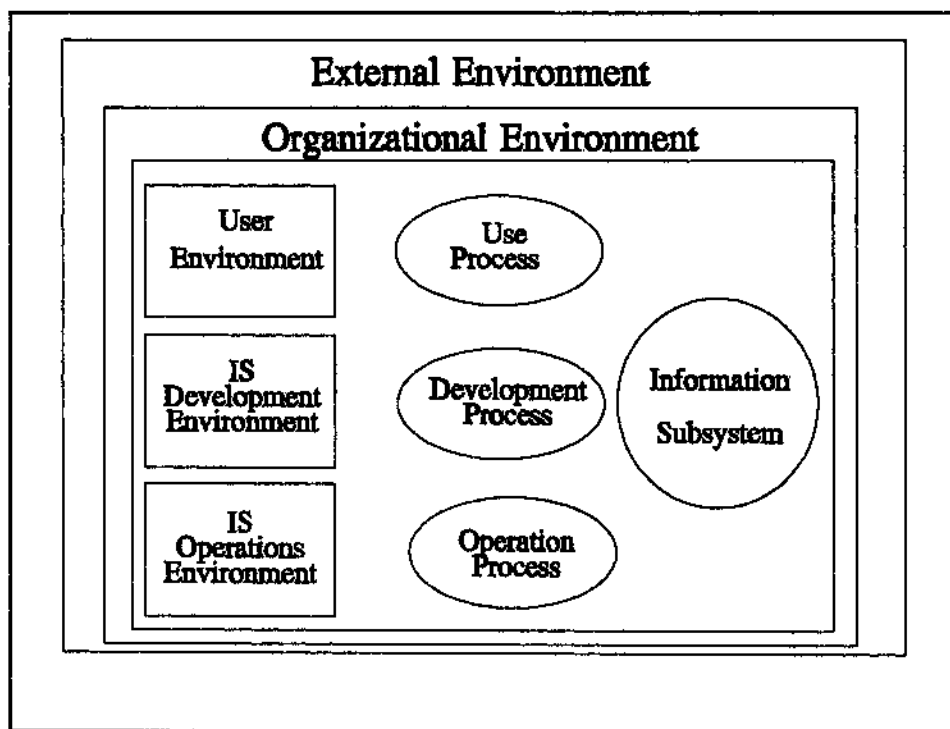 External Environment
Organizational Environment
User
Environment
Use
Process
IS
Development
Environment
Development
Process
Information
Subsystem
IS
Operations
Environment
Operation
Process